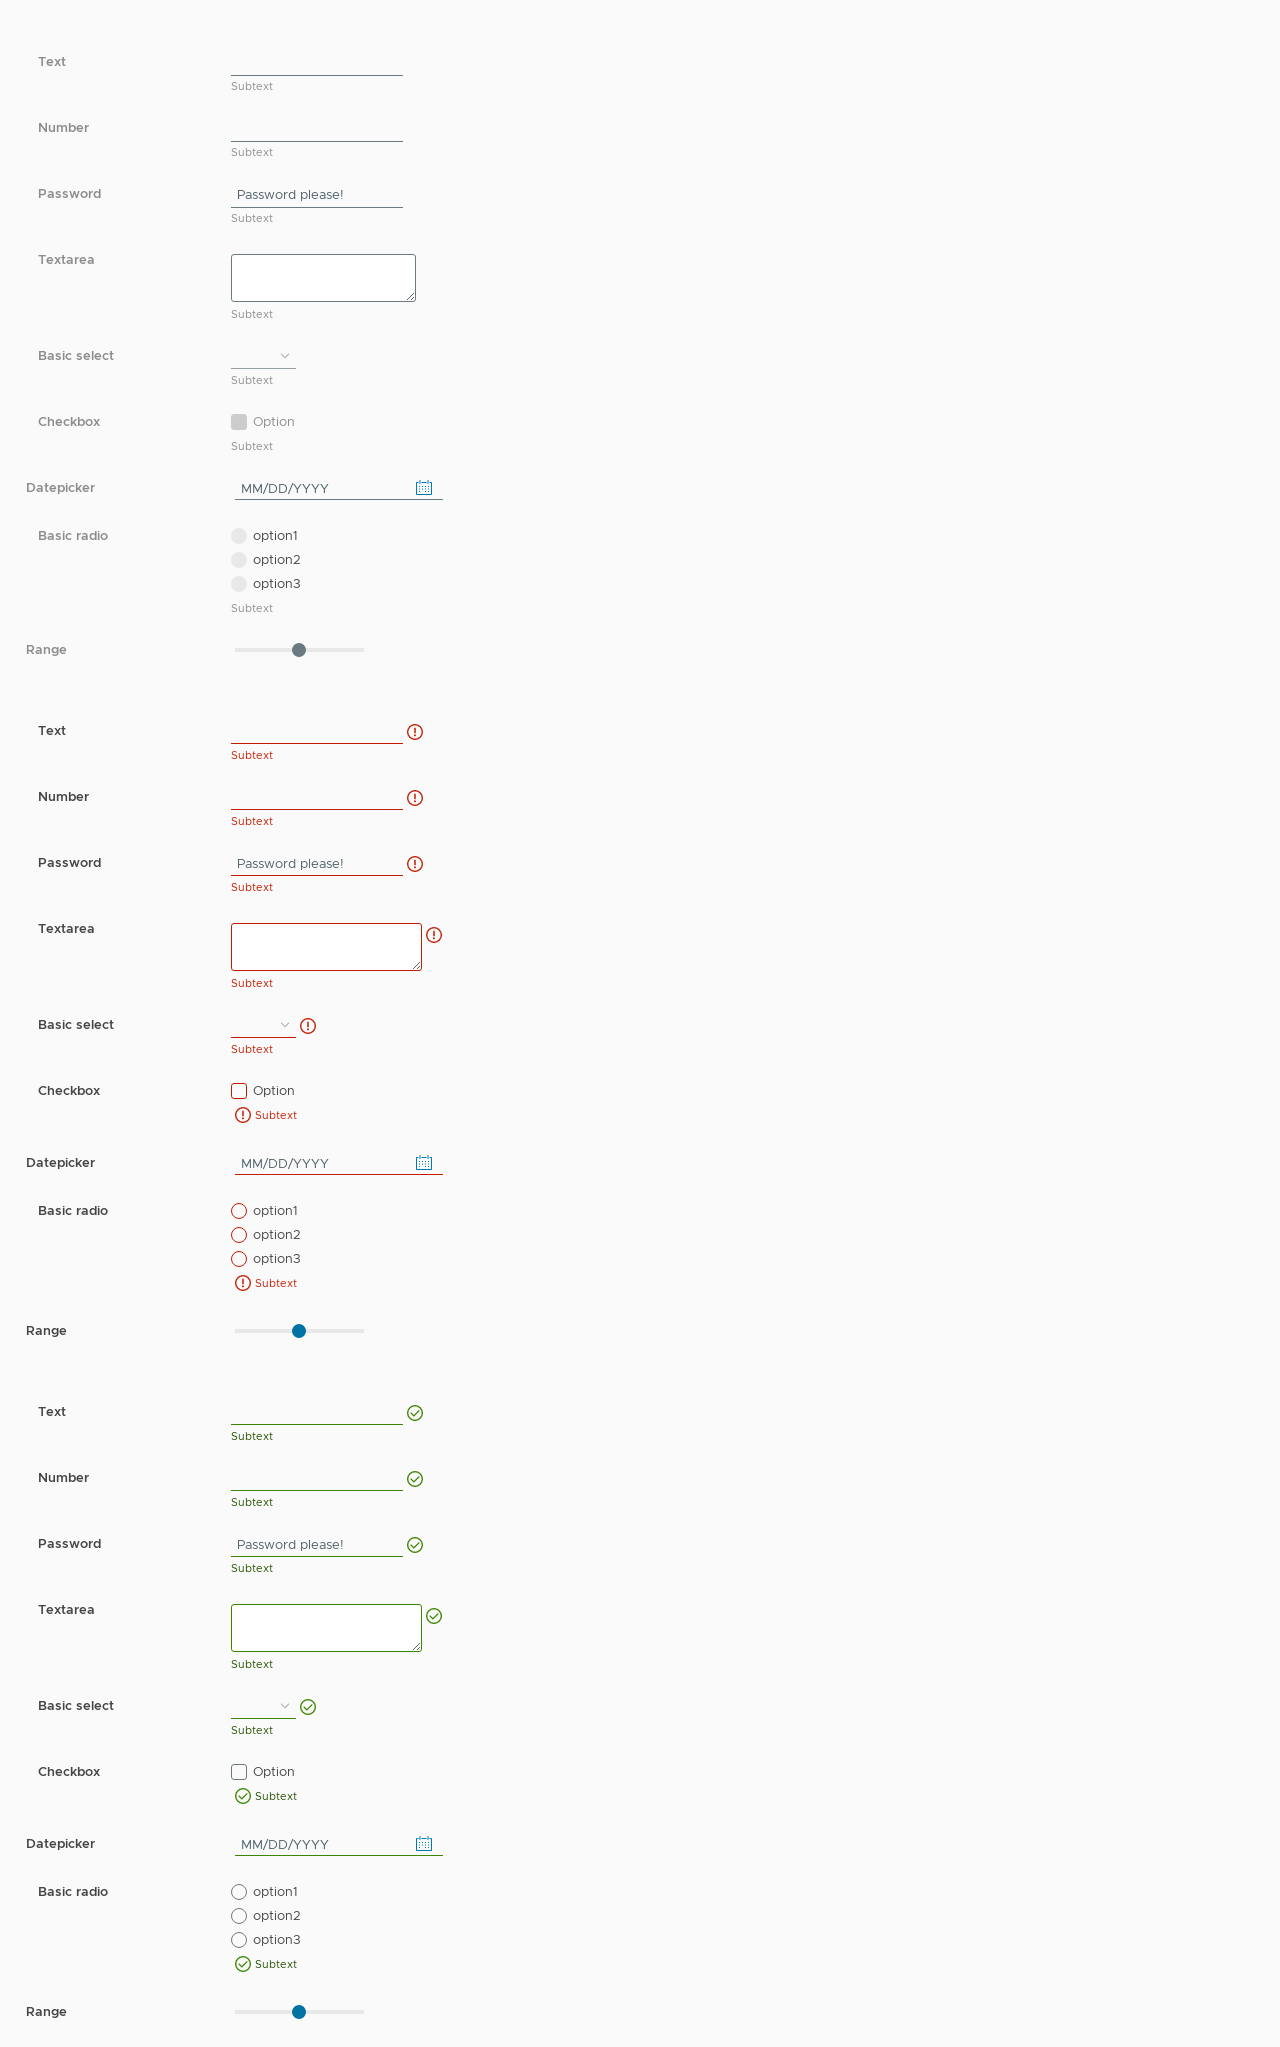 Text
Subtext
Number
Subtext
Password Password please!
Subtext
Textarea
Subtext
Basic select
Subtext
Checkbox Option
Subtext
Datepicker MM/DD/YYYY
Basic radio option1
option2
option3
Subtext
Range
Text
Subtext
Number
Subtext
Password Password please!
Subtext
Textarea
Subtext
Basic select
Subtext
Checkbox Option
Subtext
Datepicker MM/DD/YYYY
Basic radio option1
option2
option3
Subtext
Range
Text
Subtext
Number
Subtext
Password Password please!
Subtext
Textarea
Subtext
Basic select
Subtext
Checkbox Option
Subtext
Datepicker MM/DD/YYYY
Basic radio option1
option2
option3
Subtext
Range